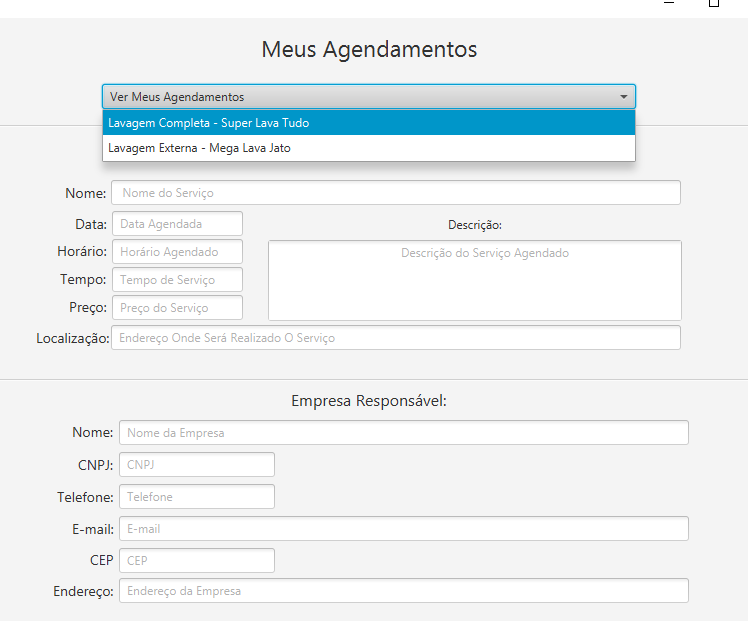 Meus Agendamentos
Ver Meus Agendamentos
Lavagem Completa - Super Lava Tudo
Lavagem Externa - Mega Lava Jato
Nome: Nome do Serviço
Data: Data Agendada
Descrição:
Horário: Horário Agendado
Descrição do Serviço Agendado
Tempo: Tempo de Serviço
Preço: Preço do Serviço
Localização: Endereço Onde Será Realizado O Serviço
Empresa Responsável:
Nome: Nome da Empresa
CNPJ: CNPJ
Telefone: Telefone
E-mail: E-mail
CEP CEP
Endereço: Endereço da Empresa